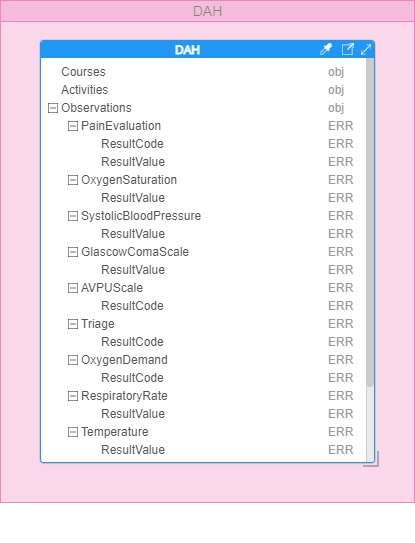 DAH
DAH
Courses obj
Activities obj
Observations obj
PainEvaluation ERR
ResultCode ERR
ResultValue ERR
OxygenSaturation ERR
ResultValue ERR
SystolicBloodPressure ERR
ResultValue ERR
GlascowComaScale ERR
ResultValue ERR
AVPUScale ERR
ResultCode ERR
Triage ERR
ResultCode ERR
OxygenDemand ERR
ResultCode ERR
RespiratoryRate ERR
ResultValue ERR
Temperature ERR
ResultValue ERR